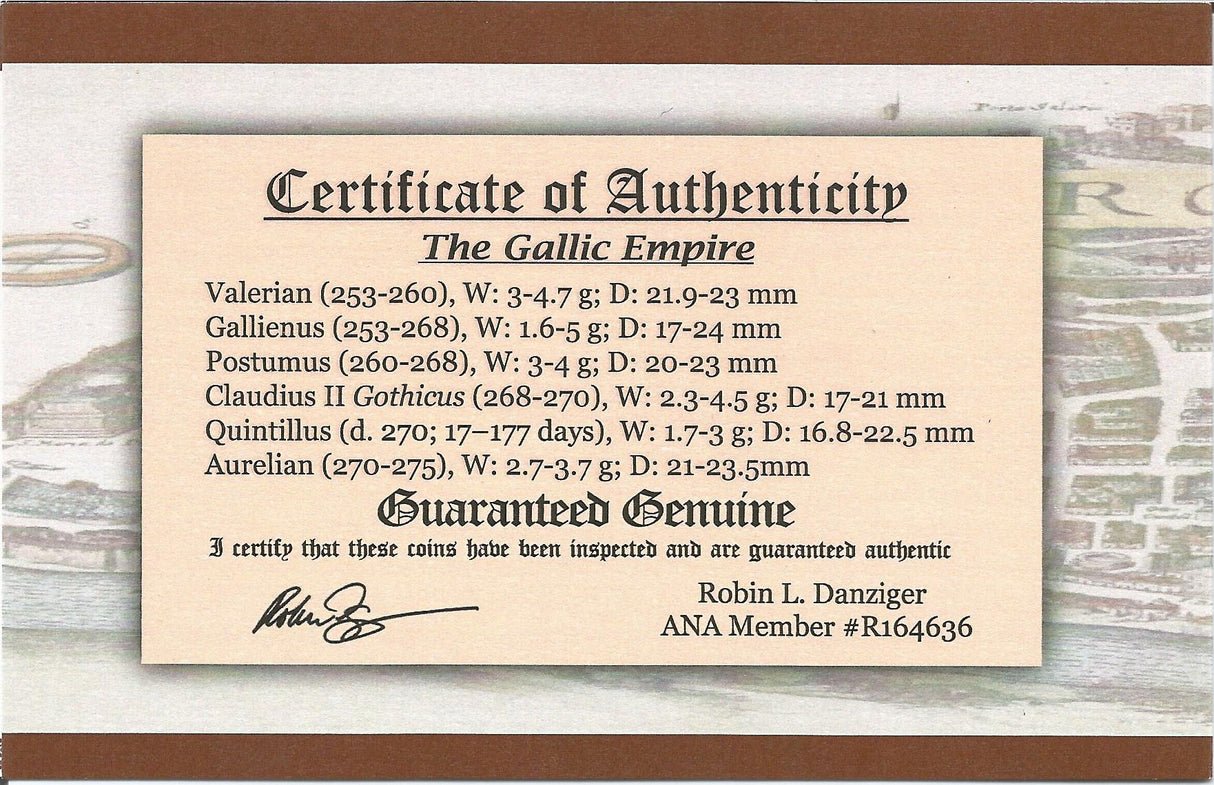 Porta Salara
R O
Certificate of Authenticity
The Gallic Empire
Valerian (253-260), W: 3-4.7 g; D: 21.9-23 mm
Gallienus (253-268), W: 1.6-5 g; D: 17-24 mm
Postumus (260-268), W: 3-4 g; D: 20-23 mm
Claudius II Gothicus (268-270), W: 2.3-4.5 g; D: 17-21 mm
Quintillus (d. 270; 17–177 days), W: 1.7-3 g; D: 16.8-22.5 mm
Aurelian (270-275), W: 2.7-3.7 g; D: 21-23.5mm
Guaranteed Genuine
I certify that these coins have been inspected and are guaranteed authentic
Robin L. Danziger
ANA Member #R164636